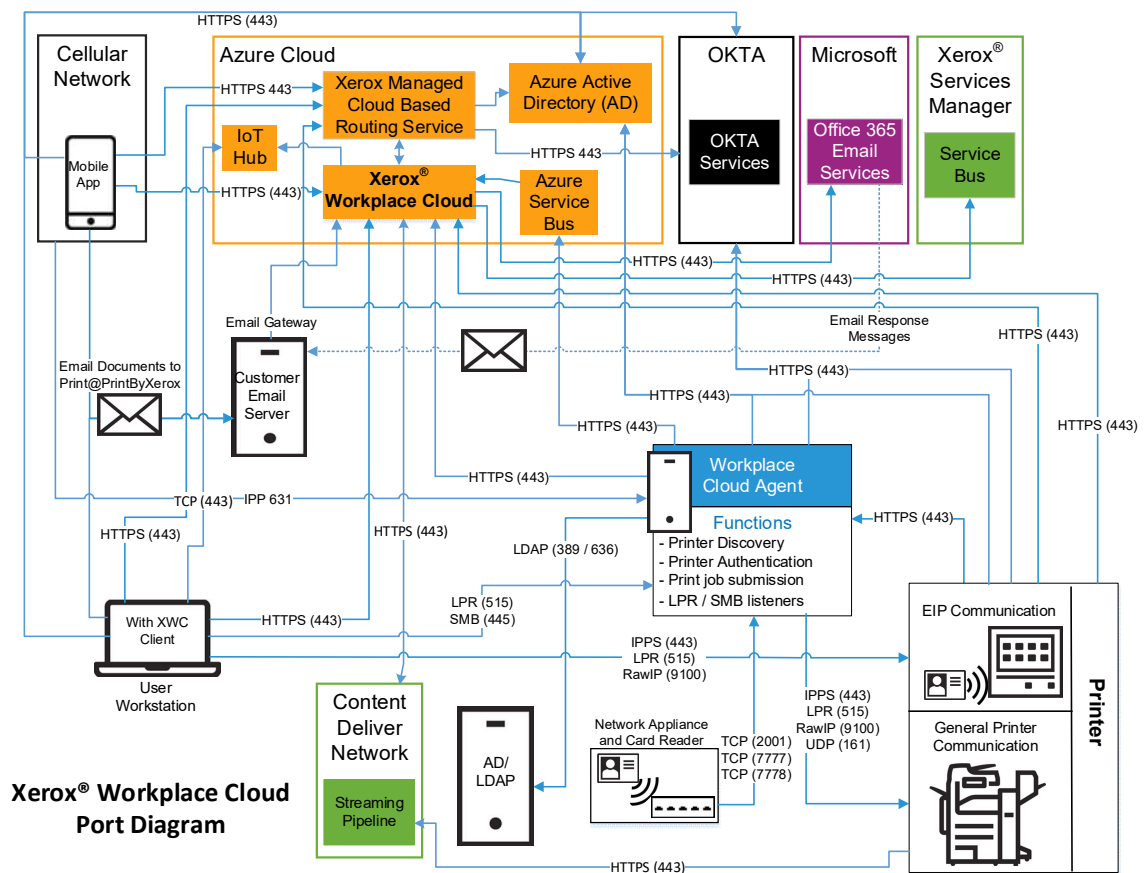 HTTPS (443)
Cellular
Network
Mobile
App
Azure Cloud
HTTPS 443
Xerox Managed
Cloud Based
Routing Service
Azure Active
Directory (AD)
IoT
Hub
HTTPS (443)
Xerox®
Workplace Cloud
Azure
Service
Bus
OKTA
OKTA
Services
HTTPS 443
Microsoft
Office 365
Email
Services
Xerox®
Services
Manager
Service
Bus
HTTPS (443)
HTTPS (443)
Email Gateway
Email Response
Messages
HTTPS (443)
Email Documents to
Print@PrintByXerox
Customer
Email
Server
HTTPS (443)
HTTPS (443)
HTTPS (443)
HTTPS (443)
Workplace
Cloud Agent
HTTPS (443)
TCP (443)
IPP 631
HTTPS (443)
HTTPS (443)
Functions
- Printer Discovery
- Printer Authentication
- Print job submission
- LPR / SMB listeners
HTTPS (443)
LDAP (389 / 636)
With XWC
Client
User
Workstation
HTTPS (443)
LPR (515)
SMB (445)
IPPS (443)
LPR (515)
RawIP (9100)
EIP Communication
Printer
IPPS (443)
LPR (515)
RawIP (9100)
UDP (161)
General Printer
Communication
Content
Deliver
Network
Streaming
Pipeline
AD/
LDAP
Network Appliance
and Card Reader
TCP (2001)
TCP (7777)
TCP (7778)
HTTPS (443)
Xerox® Workplace Cloud
Port Diagram